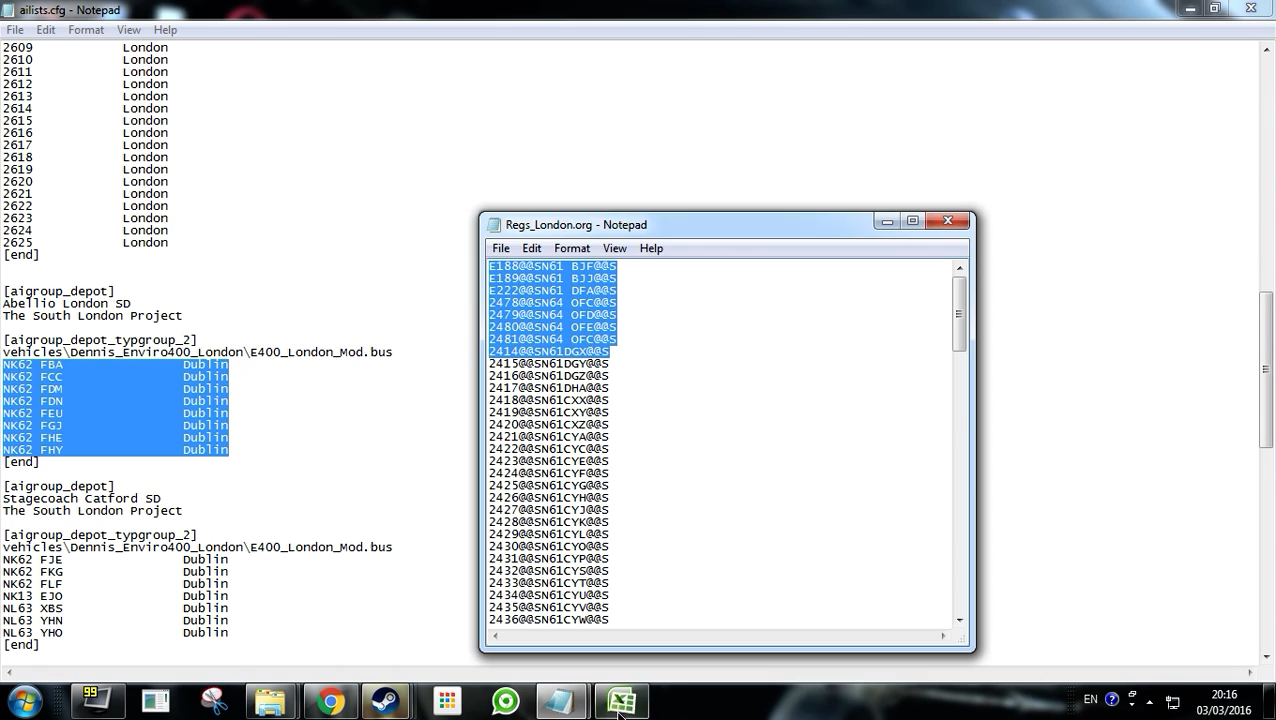 ailists.cfg - Notepad
File Edit Format View Help
2609 London
2610 London
2611 London
2612 London
2613 London
2614 London
2615 London
2616 London
2617 London
2618 London
2619 London
2620 London
2621 London
2622 London
2623 London
2624 London
2625 London
[end]
[aigroup_depot]
Abellio London SD
The South London Project
[aigroup_depot_typgroup_2]
vehicles\Dennis_Enviro400_London\E400_London_Mod.bus
NK62 FBA Dublin
NK62 FCC Dublin
NK62 FDM Dublin
NK62 FDN Dublin
NK62 FEU Dublin
NK62 FGJ Dublin
NK62 FHE Dublin
NK62 FHY Dublin
[end]
[aigroup_depot]
Stagecoach Catford SD
The South London Project
[aigroup_depot_typgroup_2]
vehicles\Dennis_Enviro400_London\E400_London_Mod.bus
NK62 FJE Dublin
NK62 FKG Dublin
NK62 FLF Dublin
NK13 EJO Dublin
NL63 XBS Dublin
NL63 YHN Dublin
NL63 YHO Dublin
[end]
Regs_London.org - Notepad
File Edit Format View Help
E188@@SN61 BJF@@S
E189@@SN61 BJJ@@S
E222@@SN61 DFA@@S
2478@@SN64 OFC@@S
2479@@SN64 OFD@@S
2480@@SN64 OFE@@S
2481@@SN64 OFC@@S
2414@@SN61DGX@@S
2415@@SN61DGY@@S
2416@@SN61DGZ@@S
2417@@SN61DHA@@S
2418@@SN61CXX@@S
2419@@SN61CXY@@S
2420@@SN61CXZ@@S
2421@@SN61CYA@@S
2422@@SN61CYC@@S
2423@@SN61CYE@@S
2424@@SN61CYF@@S
2425@@SN61CYG@@S
2426@@SN61CYH@@S
2427@@SN61CYJ@@S
2428@@SN61CYK@@S
2429@@SN61CYL@@S
2430@@SN61CYO@@S
2431@@SN61CYP@@S
2432@@SN61CYS@@S
2433@@SN61CYT@@S
2434@@SN61CYU@@S
2435@@SN61CYV@@S
2436@@SN61CYW@@S
99
EN
20:16
03/03/2016